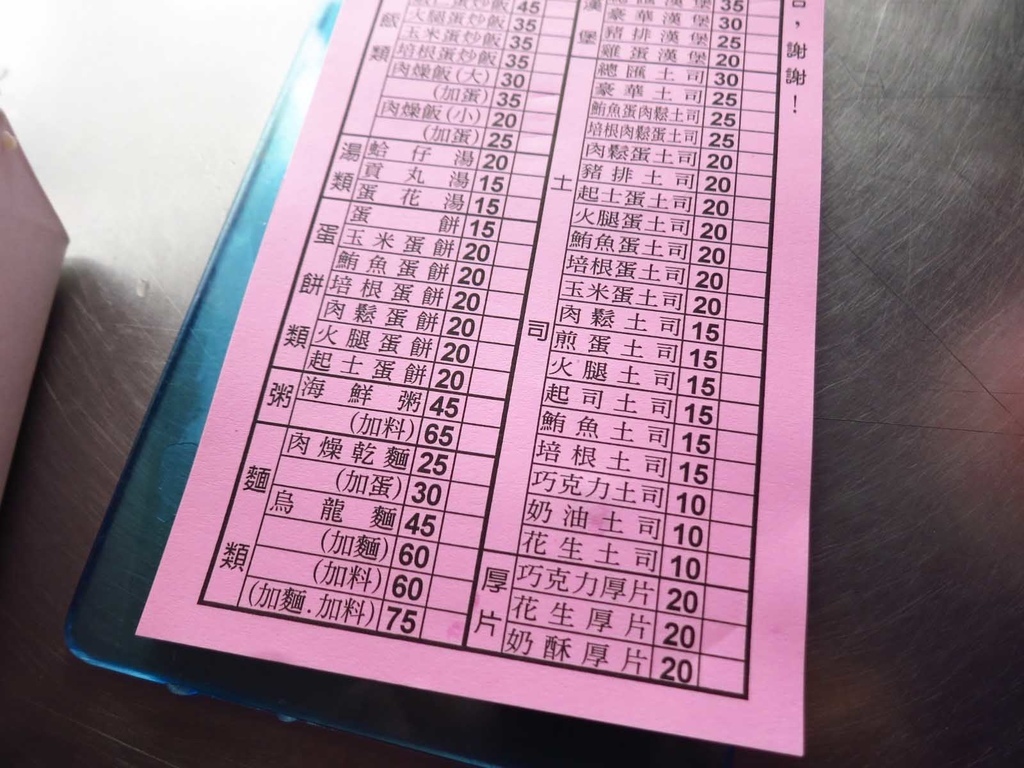 飯類
蝦仁蛋炒飯 45
火腿蛋炒飯 35
玉米蛋炒飯 35
培根蛋炒飯 35
肉燥飯(大) 30
(加蛋) 35
肉燥飯(小) 20
(加蛋) 25
湯類
蛤仔湯 20
貢丸湯 15
蛋花湯 15
蛋餅類
蛋餅 15
玉米蛋餅 20
鮪魚蛋餅 20
培根蛋餅 20
肉鬆蛋餅 20
火腿蛋餅 20
起士蛋餅 20
粥
海鮮粥 45
(加料) 65
麵類
肉燥乾麵 25
(加蛋) 30
烏龍麵 45
(加麵) 60
(加料) 60
(加麵.加料) 75
漢堡
35
豪華漢堡 30
豬排漢堡 25
雞蛋漢堡 20
土司
總匯土司 30
豪華土司 25
鮪魚蛋肉鬆土司 25
培根肉鬆蛋土司 25
肉鬆蛋土司 20
豬排土司 20
起士蛋土司 20
火腿蛋土司 20
鮪魚蛋土司 20
培根蛋土司 20
玉米蛋土司 20
肉鬆土司 15
煎蛋土司 15
火腿土司 15
起司土司 15
鮪魚土司 15
培根土司 15
巧克力土司 10
奶油土司 10
花生土司 10
厚片
巧克力厚片 20
花生厚片 20
奶酥厚片 20
，謝謝！